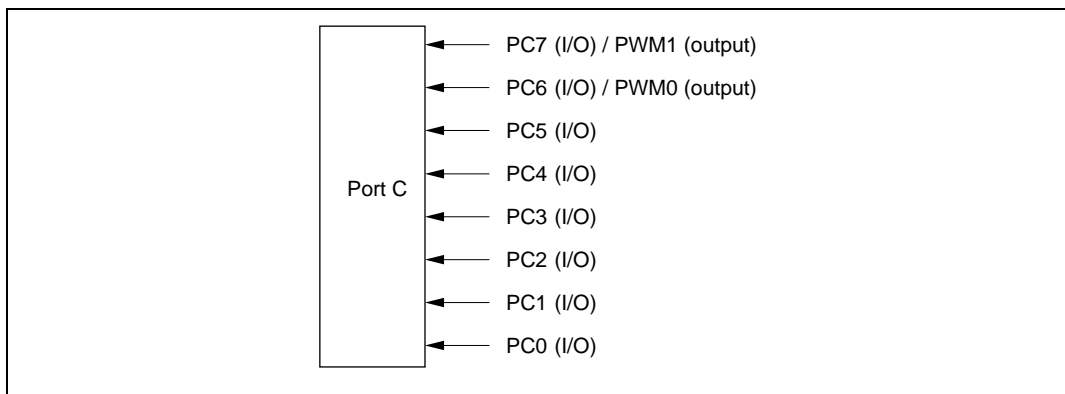 PC7 (I/O) / PWM1 (output)
PC6 (I/O) / PWM0 (output)
PC5 (I/O)
PC4 (I/O)
Port C
PC3 (I/O)
PC2 (I/O)
PC1 (I/O)
PC0 (I/O)